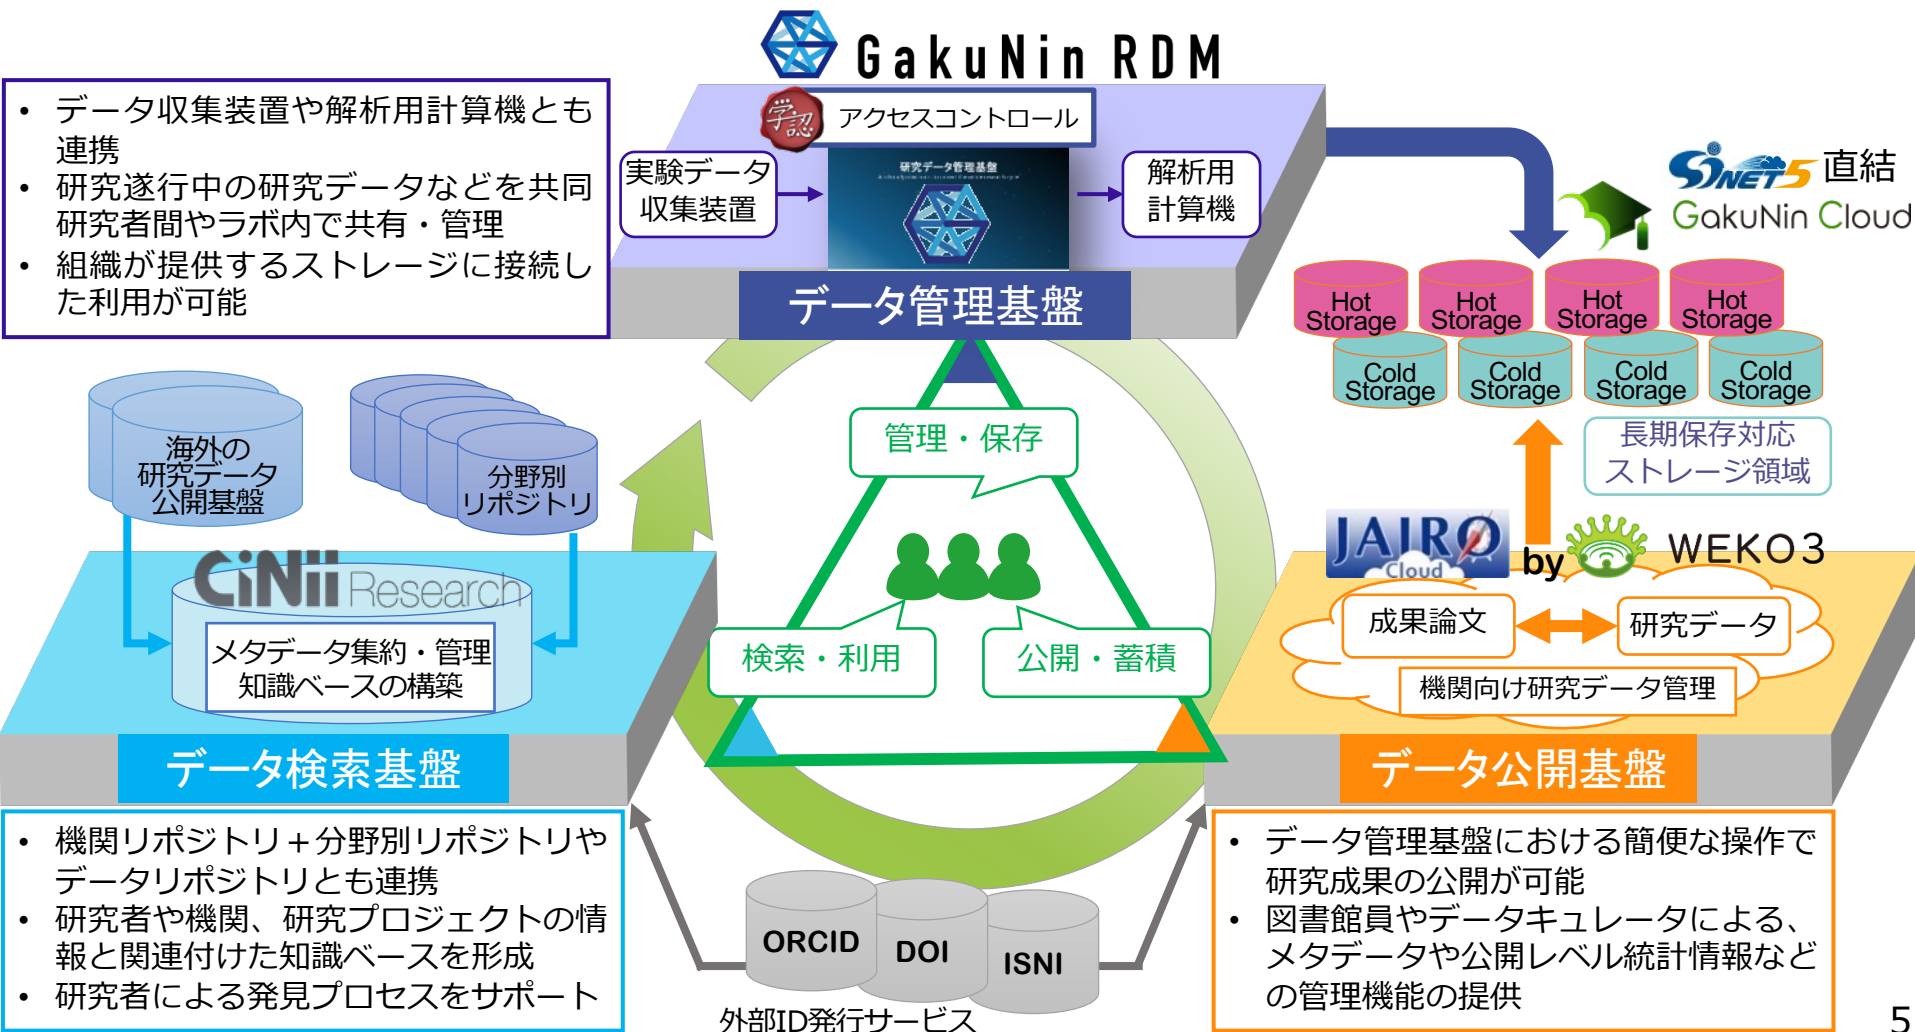 GakuNin RDM
• データ収集装置や解析用計算機とも
連携
• 研究遂行中の研究データなどを共同
研究者間やラボ内で共有・管理
• 組織が提供するストレージに接続し
た利用が可能
学認
アクセスコントロール
実験データ
収集装置
研究データ管理基盤
解析用
計算機
データ管理基盤
SINET5 直結
GakuNin Cloud
Hot
Storage
Hot
Storage
Hot
Storage
Hot
Storage
Cold
Storage
Cold
Storage
Cold
Storage
Cold
Storage
長期保存対応
ストレージ領域
海外の
研究データ
公開基盤
分野別
リポジトリ
管理・保存
検索・利用
公開・蓄積
CiNii Research
メタデータ集約・管理
知識ベースの構築
データ検索基盤
JAIRO
Cloud
by
WEKO3
成果論文
研究データ
機関向け研究データ管理
データ公開基盤
• 機関リポジトリ+分野別リポジトリや
データリポジトリとも連携
• 研究者や機関、研究プロジェクトの情
報と関連付けた知識ベースを形成
• 研究者による発見プロセスをサポート
ORCID
DOI
ISNI
外部ID発行サービス
• データ管理基盤における簡便な操作で
研究成果の公開が可能
• 図書館員やデータキュレータによる、
メタデータや公開レベル統計情報など
の管理機能の提供
5